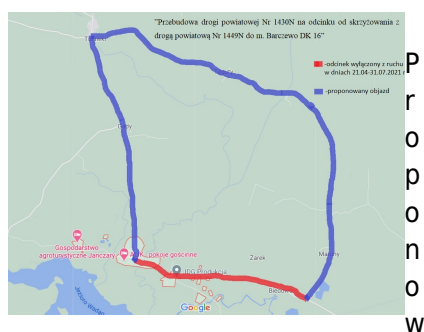 "Przebudowa drogi powiatowej Nr 1430N na odcinku od skrzyżowania z
drogą powiatową Nr 1449N do m. Barczewo DK 16"
-odcinek wyłączony z ruchu
w dniach 21.04-31.07.2021 r
-proponowany objazd
Gospodarstwo
agroturystyczne Janczary
pokoje gościnne
Żarek
Google
P
r
o
p
o
n
o
w